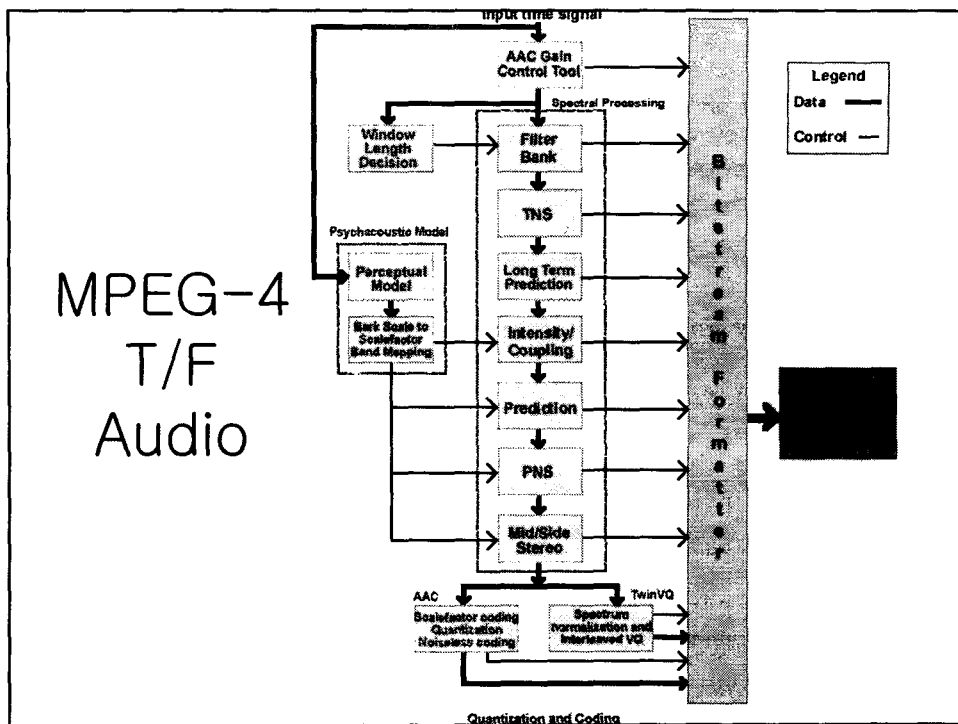 Input time signal
AAC Gain
Control Tool
Legend
Data
Control
Spectral Processing
Window
Length
Decision
Filter
Bank
TNS
Psychacoustic Model
Perceptual
Model
Long Term
Prediction
MPEG-4
T/F
Audio
Bark Scale to
Scalefactor
Band Mapping
Intensity/
Coupling
Prediction
PNS
Mid/Side
Stereo
Bitstream Formatter
AAC
TwinVQ
Scalefactor coding
Quantization
Noiseless coding
Spectrum
normalization and
Interleaved VQ
Quantization and Coding